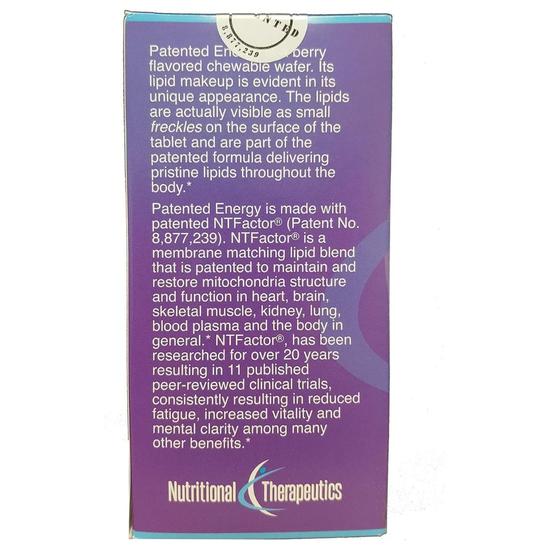 ENTED
8,877,239
Patented Ene berry
flavored chewable wafer. Its
lipid makeup is evident in its
unique appearance. The lipids
are actually visible as small
freckles on the surface of the
tablet and are part of the
patented formula delivering
pristine lipids throughout the
body.*
Patented Energy is made with
patented NTFactor® (Patent No.
8,877,239). NTFactor® is a
membrane matching lipid blend
that is patented to maintain and
restore mitochondria structure
and function in heart, brain,
skeletal muscle, kidney, lung,
blood plasma and the body in
general.* NTFactor®, has been
researched for over 20 years
resulting in 11 published
peer-reviewed clinical trials,
consistently resulting in reduced
fatigue, increased vitality and
mental clarity among many
other benefits.*
Nutritional Therapeutics